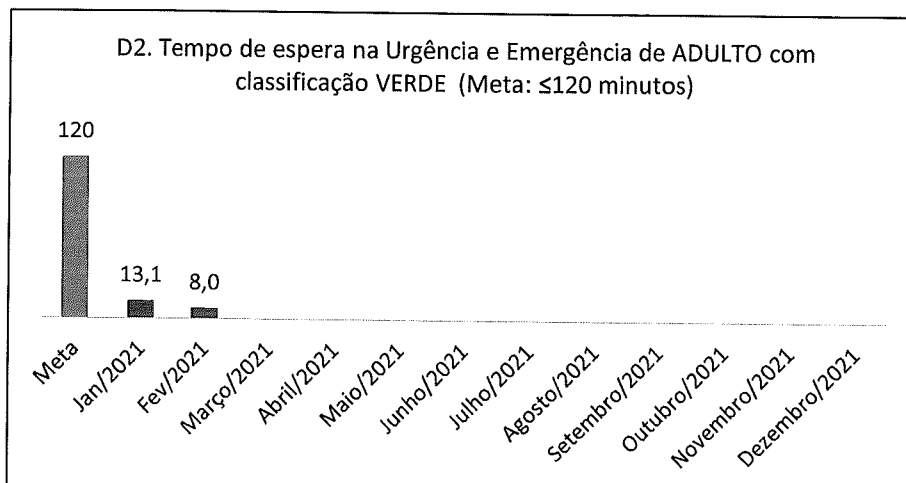 D2. Tempo de espera na Urgência e Emergência de ADULTO com
classificação VERDE (Meta: ≤120 minutos)
120
13,1
8,0
Meta
Jan/2021
Fev/2021
Março/2021
Abril/2021
Maio/2021
Junho/2021
Julho/2021
Agosto/2021
Setembro/2021
Outubro/2021
Novembro/2021
Dezembro/2021